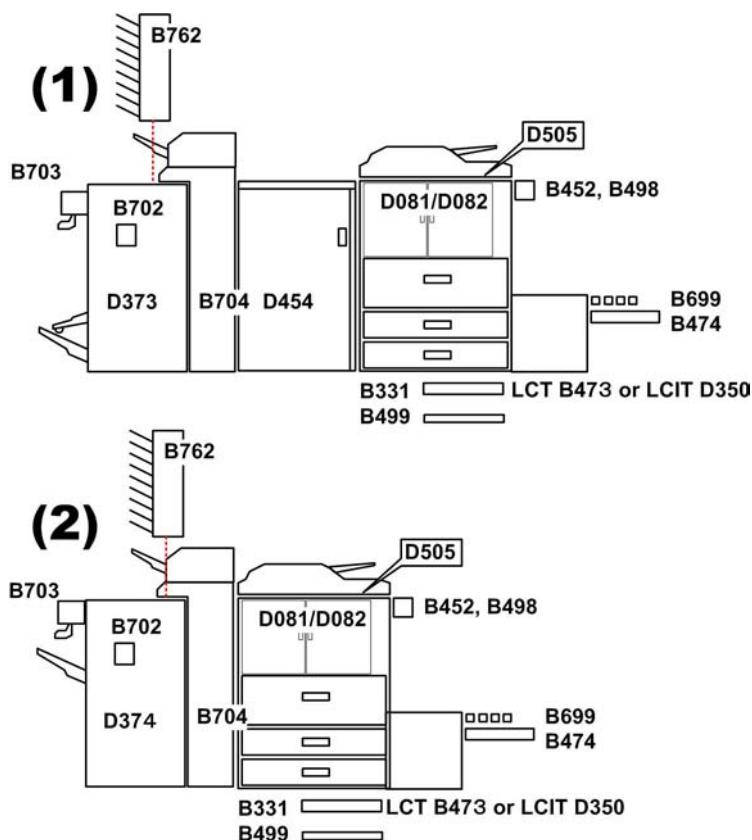 B762
(1)
D505
B703
B702
D081/D082
B452, B498
D373
B704
D454
B699
B474
B331
LCT B473 or LCIT D350
B499
B762
(2)
D505
B703
B702
D081/D082
B452, B498
D374
B704
B699
B474
B331
LCT B473 or LCIT D350
B499